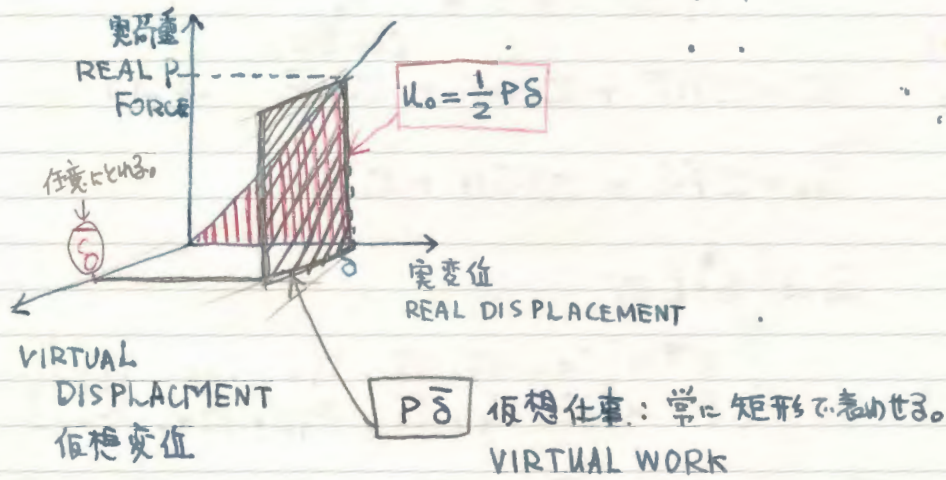 実荷重
REAL P
FORCE
U₀ = 1/2 Pδ
任意にとれる。
δ̄
δ
実変位
REAL DISPLACEMENT
VIRTUAL
DISPLACMENT
仮想変位
Pδ̄ 仮想仕事: 常に矩形で表わせる。
VIRTUAL WORK